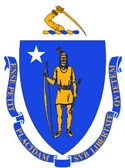 ENSE PETIT
PLACIDAM
SVB LIBERTATE
QVIETEM